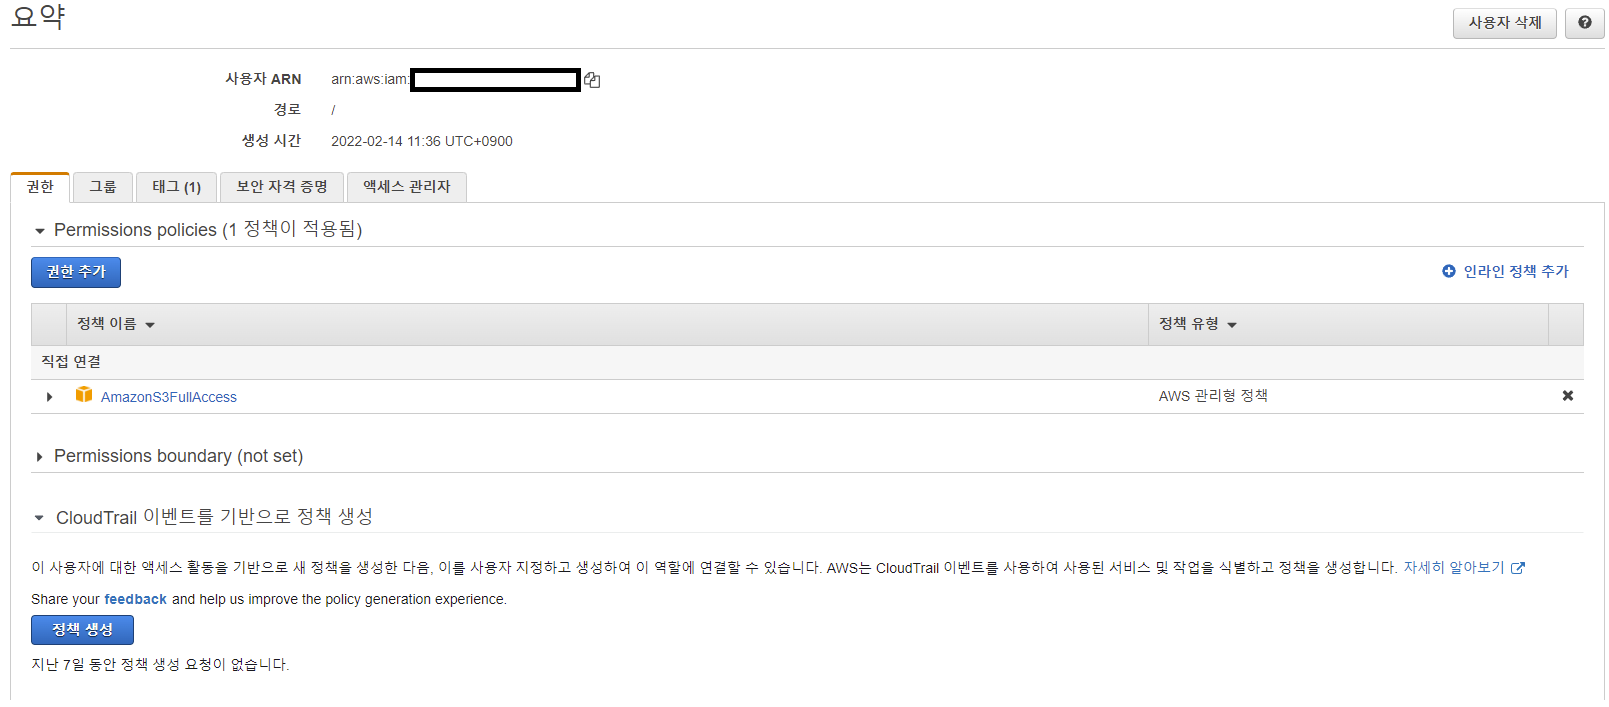 요약
사용자 삭제
사용자 ARN arn:aws:iam:
경로 /
생성 시간 2022-02-14 11:36 UTC+0900
권한 그룹 태그 (1) 보안 자격 증명 액세스 관리자
Permissions policies (1 정책이 적용됨)
권한 추가 인라인 정책 추가
정책 이름 정책 유형
직접 연결
AmazonS3FullAccess AWS 관리형 정책
Permissions boundary (not set)
CloudTrail 이벤트를 기반으로 정책 생성
이 사용자에 대한 액세스 활동을 기반으로 새 정책을 생성한 다음, 이를 사용자 지정하고 생성하여 이 역할에 연결할 수 있습니다. AWS는 CloudTrail 이벤트를 사용하여 사용된 서비스 및 작업을 식별하고 정책을 생성합니다. 자세히 알아보기
Share your feedback and help us improve the policy generation experience.
정책 생성
지난 7일 동안 정책 생성 요청이 없습니다.